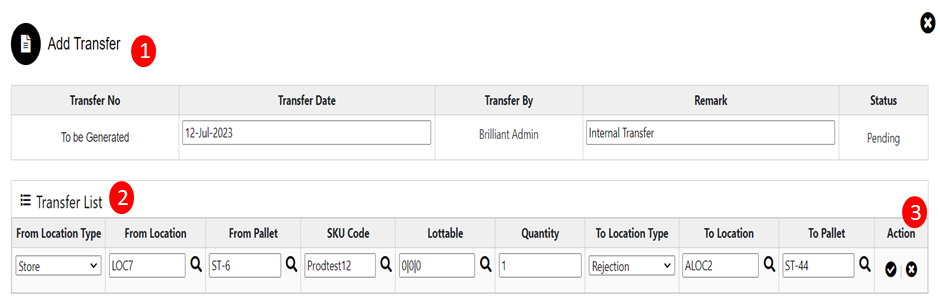 Add Transfer 1
Transfer No Transfer Date Transfer By Remark Status
To be Generated 12-Jul-2023 Brilliant Admin Internal Transfer Pending
Transfer List 2 3
From Location Type From Location From Pallet SKU Code Lottable Quantity To Location Type To Location To Pallet Action
Store LOC7 ST-6 Prodtest12 0|0|0 1 Rejection ALOC2 ST-44